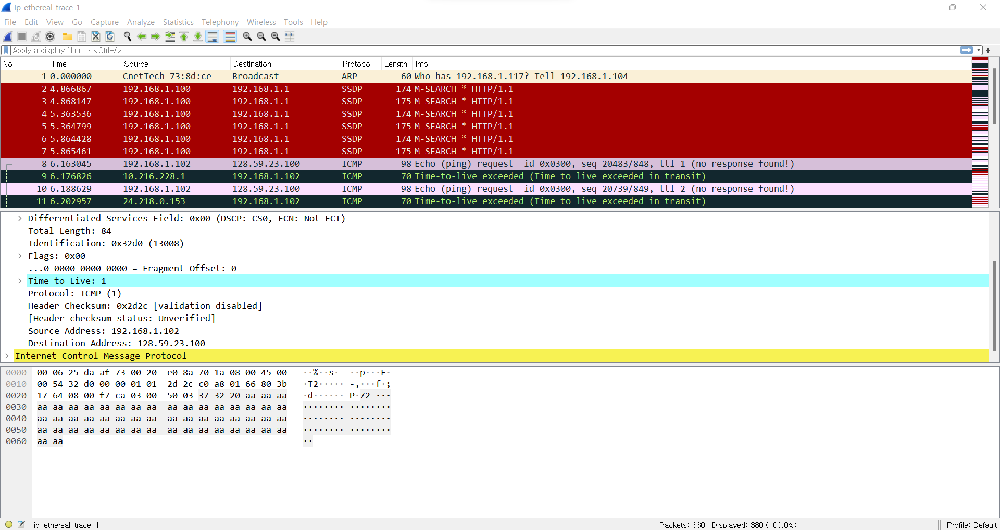 ip-ethereal-trace-1
File Edit View Go Capture Analyze Statistics Telephony Wireless Tools Help
Apply a display filter ··· <Ctrl-/>
No. Time Source Destination Protocol Length Info
1 0.000000 CnetTech_73:8d:ce Broadcast ARP 60 Who has 192.168.1.117? Tell 192.168.1.104
2 4.866867 192.168.1.100 192.168.1.1 SSDP 174 M-SEARCH * HTTP/1.1
3 4.868147 192.168.1.100 192.168.1.1 SSDP 175 M-SEARCH * HTTP/1.1
4 5.363536 192.168.1.100 192.168.1.1 SSDP 174 M-SEARCH * HTTP/1.1
5 5.364799 192.168.1.100 192.168.1.1 SSDP 175 M-SEARCH * HTTP/1.1
6 5.864428 192.168.1.100 192.168.1.1 SSDP 174 M-SEARCH * HTTP/1.1
7 5.865461 192.168.1.100 192.168.1.1 SSDP 175 M-SEARCH * HTTP/1.1
8 6.163045 192.168.1.102 128.59.23.100 ICMP 98 Echo (ping) request id=0x0300, seq=20483/848, ttl=1 (no response found!)
9 6.176826 10.216.228.1 192.168.1.102 ICMP 70 Time-to-live exceeded (Time to live exceeded in transit)
10 6.188629 192.168.1.102 128.59.23.100 ICMP 98 Echo (ping) request id=0x0300, seq=20739/849, ttl=2 (no response found!)
11 6.202957 24.218.0.153 192.168.1.102 ICMP 70 Time-to-live exceeded (Time to live exceeded in transit)
Differentiated Services Field: 0x00 (DSCP: CS0, ECN: Not-ECT)
Total Length: 84
Identification: 0x32d0 (13008)
Flags: 0x00
...0 0000 0000 0000 = Fragment Offset: 0
Time to Live: 1
Protocol: ICMP (1)
Header Checksum: 0x2d2c [validation disabled]
[Header checksum status: Unverified]
Source Address: 192.168.1.102
Destination Address: 128.59.23.100
Internet Control Message Protocol
0000 00 06 25 da af 73 00 20 e0 8a 70 1a 08 00 45 00 ··%··s· ··p···E·
0010 00 54 32 d0 00 00 01 01 2d 2c c0 a8 01 66 80 3b ·T2····· -,···f·;
0020 17 64 08 00 f7 ca 03 00 50 03 37 32 20 aa aa aa ·d······ P·72 ···
0030 aa aa aa aa aa aa aa aa aa aa aa aa aa aa aa aa ········ ········
0040 aa aa aa aa aa aa aa aa aa aa aa aa aa aa aa aa ········ ········
0050 aa aa aa aa aa aa aa aa aa aa aa aa aa aa aa aa ········ ········
0060 aa aa ··
ip-ethereal-trace-1 Packets: 380 · Displayed: 380 (100.0%) Profile: Default